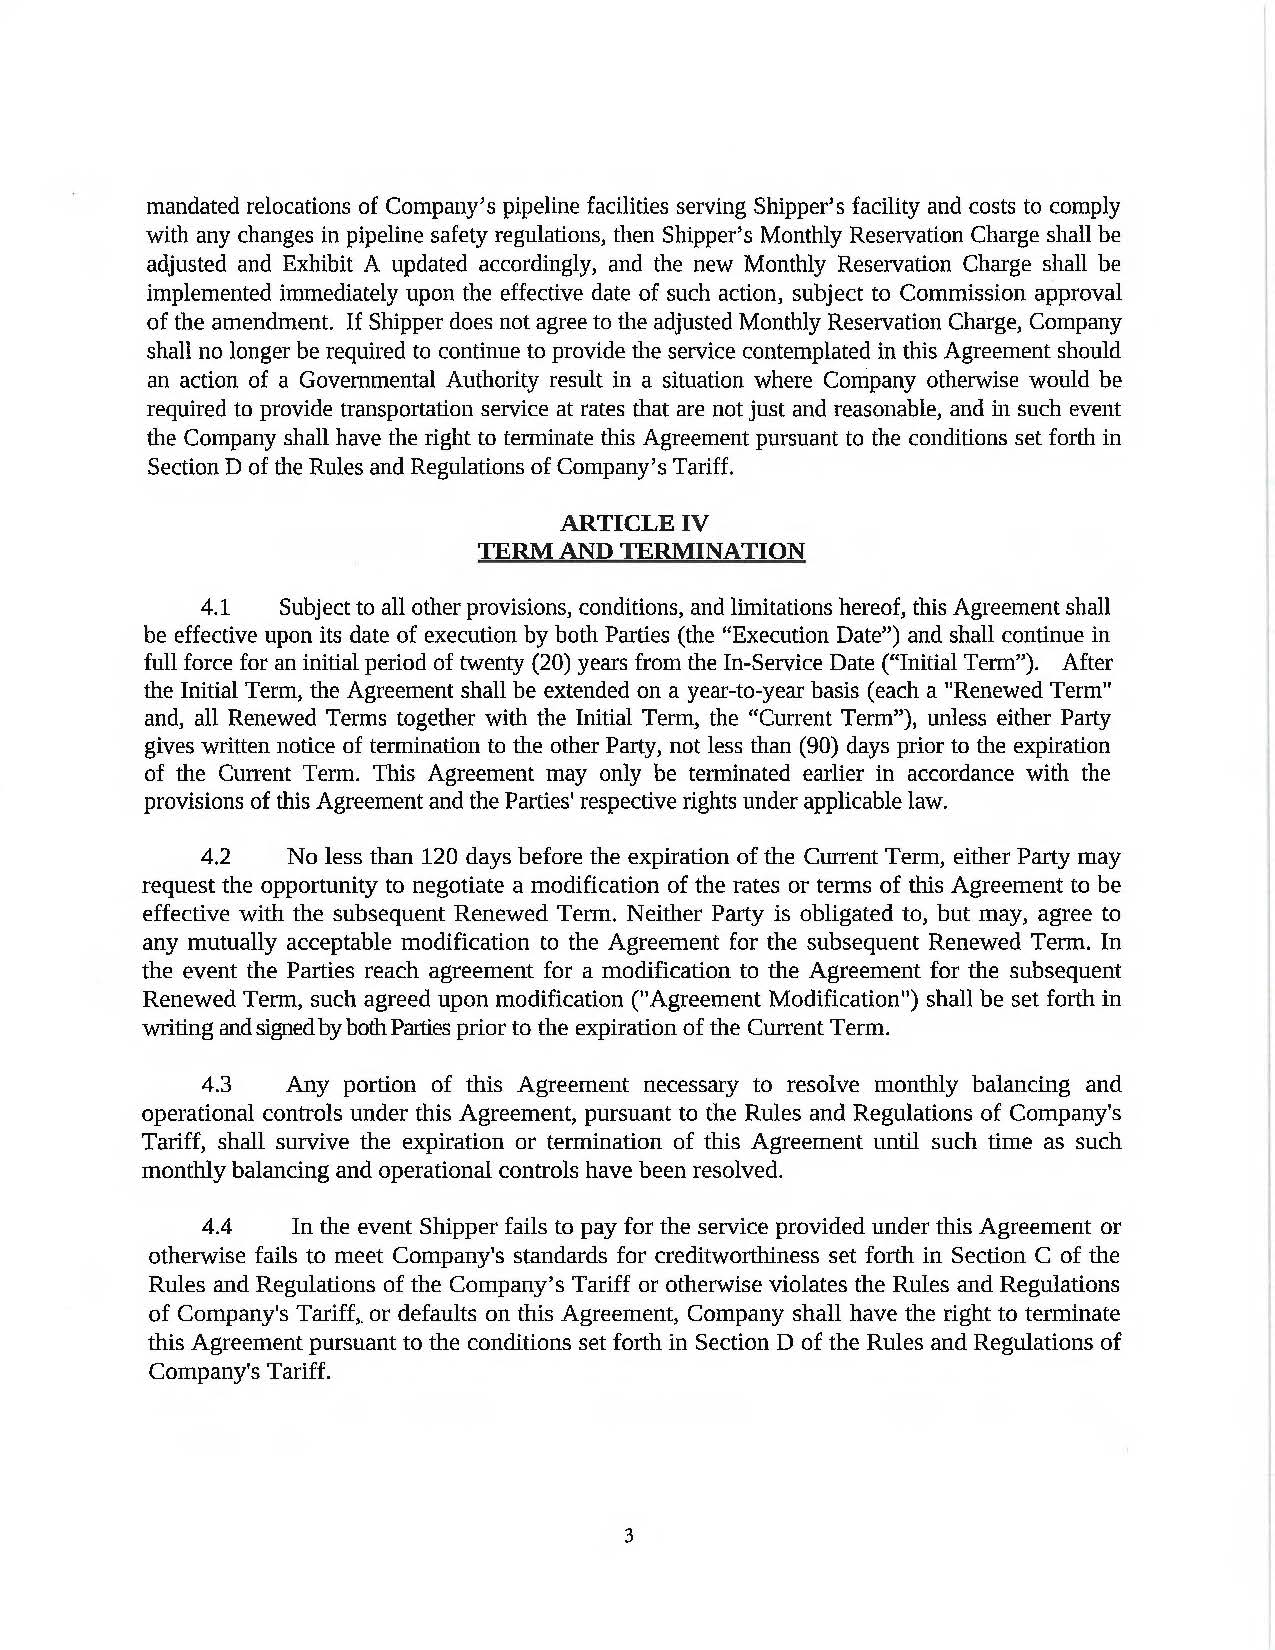 mandated relocations of Company’s pipeline facilities serving Shipper’s facility and costs to comply
with any changes in pipeline safety regulations, then Shipper’s Monthly Reservation Charge shall be
adjusted and Exhibit A updated accordingly, and the new Monthly Reservation Charge shall be
implemented immediately upon the effective date of such action, subject to Commission approval
of the amendment. If Shipper does not agree to the adjusted Monthly Reservation Charge, Company
shall no longer be required to continue to provide the service contemplated in this Agreement should
an action of a Governmental Authority result in a situation where Company otherwise would be
required to provide transportation service at rates that are not just and reasonable, and in such event
the Company shall have the right to terminate this Agreement pursuant to the conditions set forth in
Section D of the Rules and Regulations of Company’s Tariff.
ARTICLE IV
TERM AND TERMINATION
4.1 Subject to all other provisions, conditions, and limitations hereof, this Agreement shall
be effective upon its date of execution by both Parties (the “Execution Date”) and shall continue in
full force for an initial period of twenty (20) years from the In-Service Date (“Initial Term”). After
the Initial Term, the Agreement shall be extended on a year-to-year basis (each a "Renewed Term"
and, all Renewed Terms together with the Initial Term, the “Current Term”), unless either Party
gives written notice of termination to the other Party, not less than (90) days prior to the expiration
of the Current Term. This Agreement may only be terminated earlier in accordance with the
provisions of this Agreement and the Parties' respective rights under applicable law.
4.2 No less than 120 days before the expiration of the Current Term, either Party may
request the opportunity to negotiate a modification of the rates or terms of this Agreement to be
effective with the subsequent Renewed Term. Neither Party is obligated to, but may, agree to
any mutually acceptable modification to the Agreement for the subsequent Renewed Term. In
the event the Parties reach agreement for a modification to the Agreement for the subsequent
Renewed Term, such agreed upon modification ("Agreement Modification") shall be set forth in
writing and signed by both Parties prior to the expiration of the Current Term.
4.3 Any portion of this Agreement necessary to resolve monthly balancing and
operational controls under this Agreement, pursuant to the Rules and Regulations of Company's
Tariff, shall survive the expiration or termination of this Agreement until such time as such
monthly balancing and operational controls have been resolved.
4.4 In the event Shipper fails to pay for the service provided under this Agreement or
otherwise fails to meet Company's standards for creditworthiness set forth in Section C of the
Rules and Regulations of the Company’s Tariff or otherwise violates the Rules and Regulations
of Company's Tariff, or defaults on this Agreement, Company shall have the right to terminate
this Agreement pursuant to the conditions set forth in Section D of the Rules and Regulations of
Company's Tariff.
3